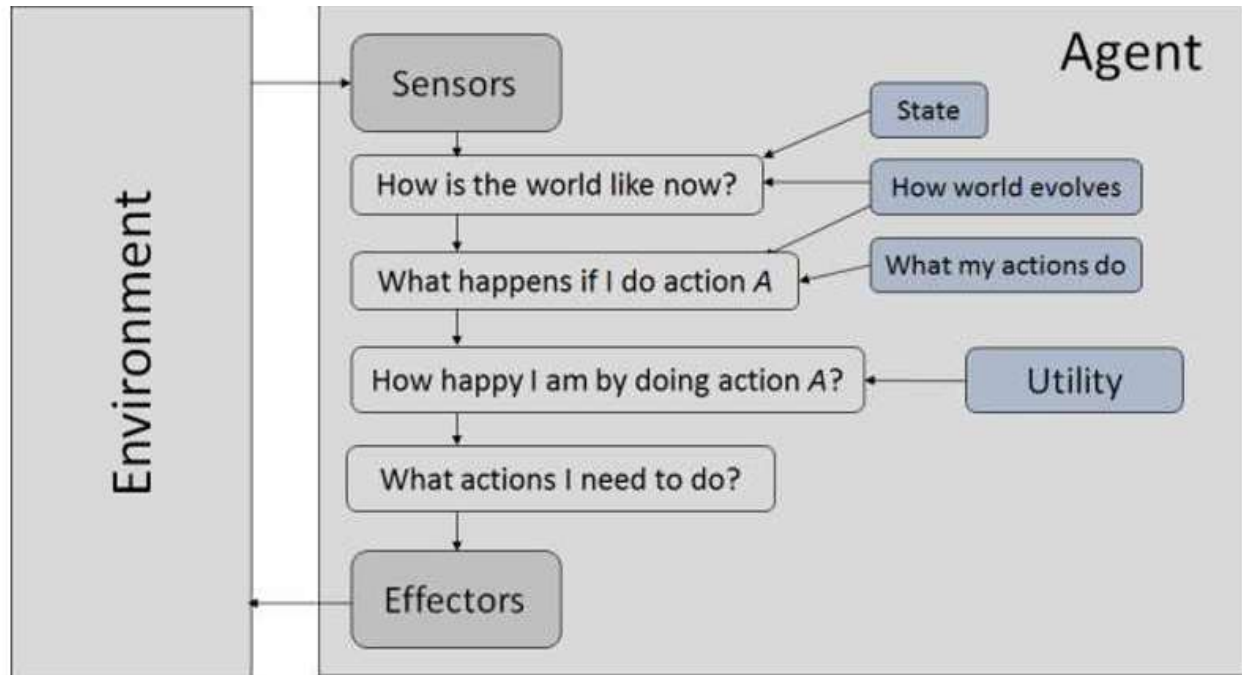 Agent
Environment
Sensors
State
How is the world like now?
How world evolves
What happens if I do action A
What my actions do
How happy I am by doing action A?
Utility
What actions I need to do?
Effectors